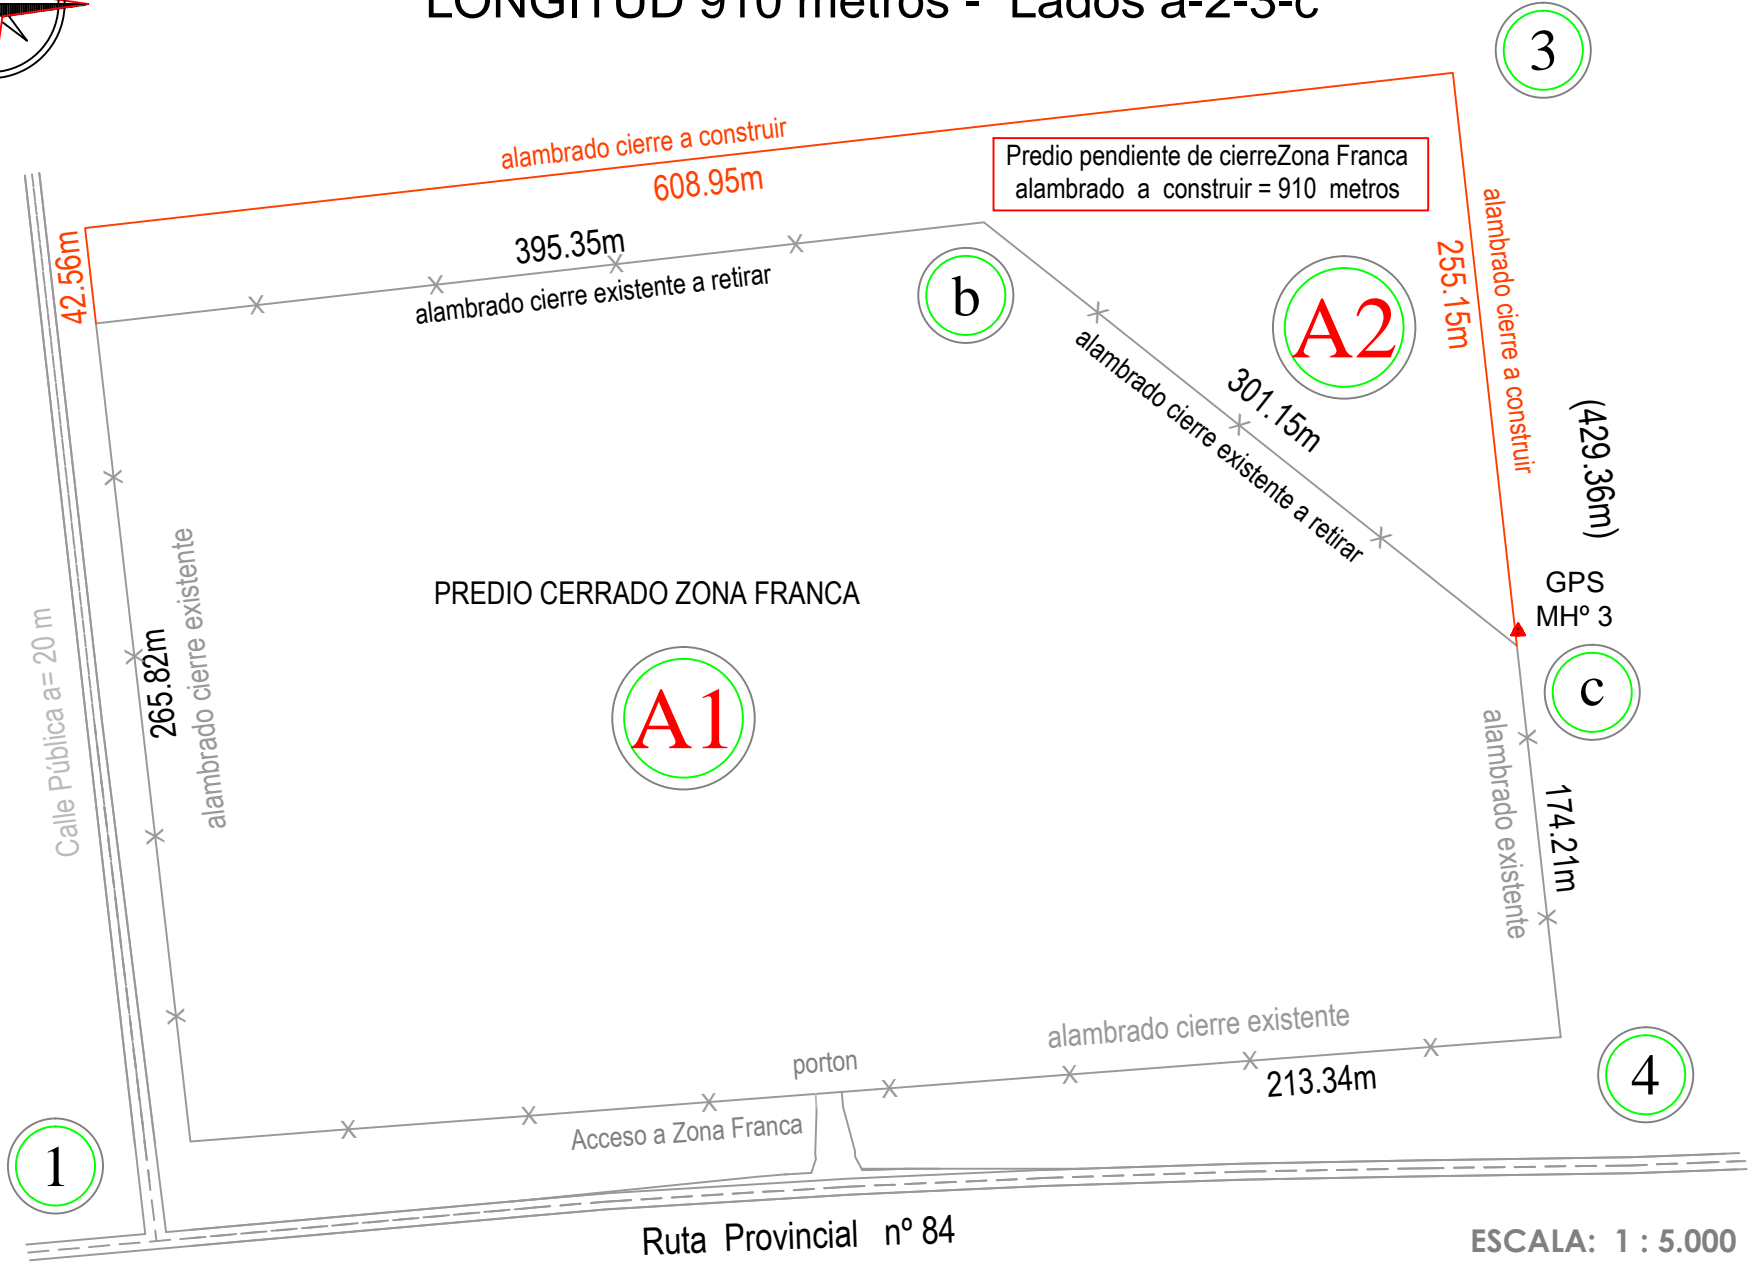 LONGITUD 910 metros - Lados a-2-3-c
3
alambrado cierre a construir
608.95m
Predio pendiente de cierreZona Franca
alambrado a construir = 910 metros
42.56m
395.35m
alambrado cierre existente a retirar
b
A2
255.15m
alambrado cierre a construir
301.15m
alambrado cierre existente a retirar
(429.36m)
GPS
MHº 3
c
PREDIO CERRADO ZONA FRANCA
A1
Calle Pública a= 20 m
265.82m
alambrado cierre existente
alambrado existente
174.21m
alambrado cierre existente
213.34m
porton
Acceso a Zona Franca
4
1
Ruta Provincial nº 84
ESCALA: 1 : 5.000